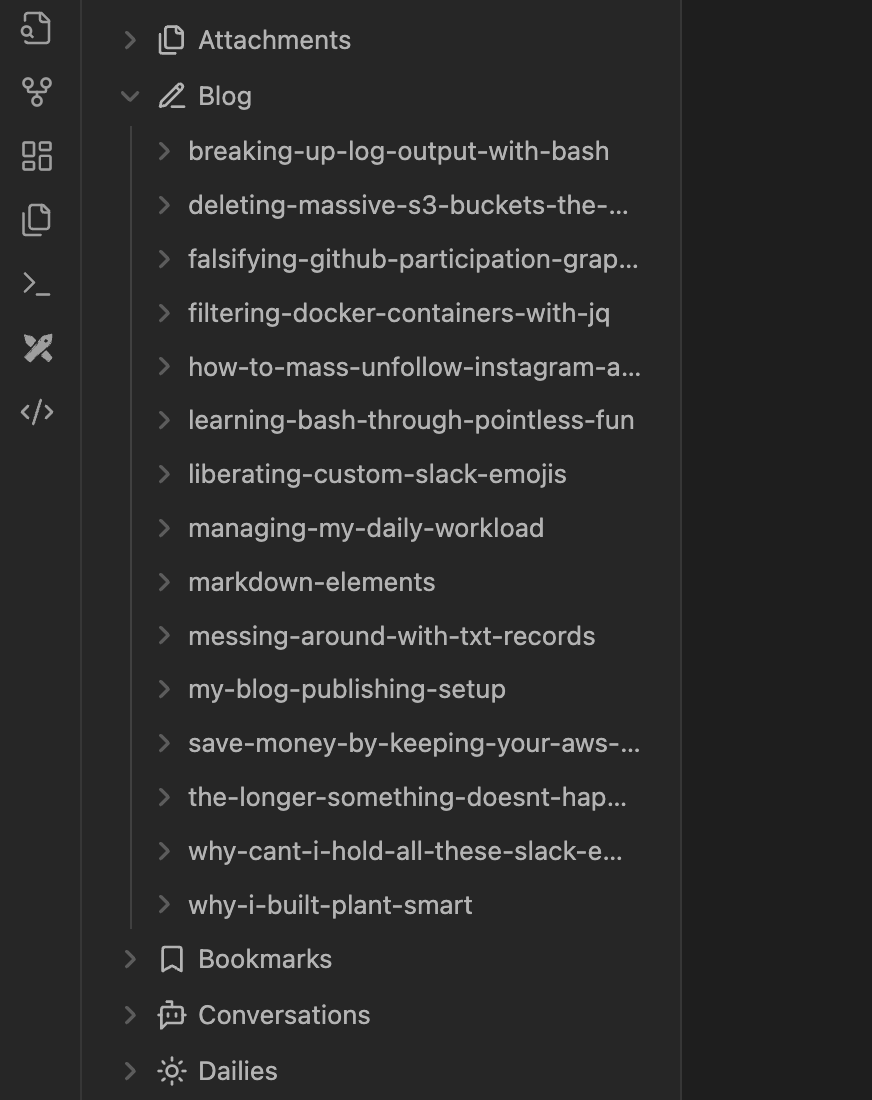 Attachments
Blog
breaking-up-log-output-with-bash
deleting-massive-s3-buckets-the-...
falsifying-github-participation-grap...
filtering-docker-containers-with-jq
how-to-mass-unfollow-instagram-a...
learning-bash-through-pointless-fun
liberating-custom-slack-emojis
managing-my-daily-workload
markdown-elements
messing-around-with-txt-records
my-blog-publishing-setup
save-money-by-keeping-your-aws-...
the-longer-something-doesnt-hap...
why-cant-i-hold-all-these-slack-e...
why-i-built-plant-smart
Bookmarks
Conversations
Dailies